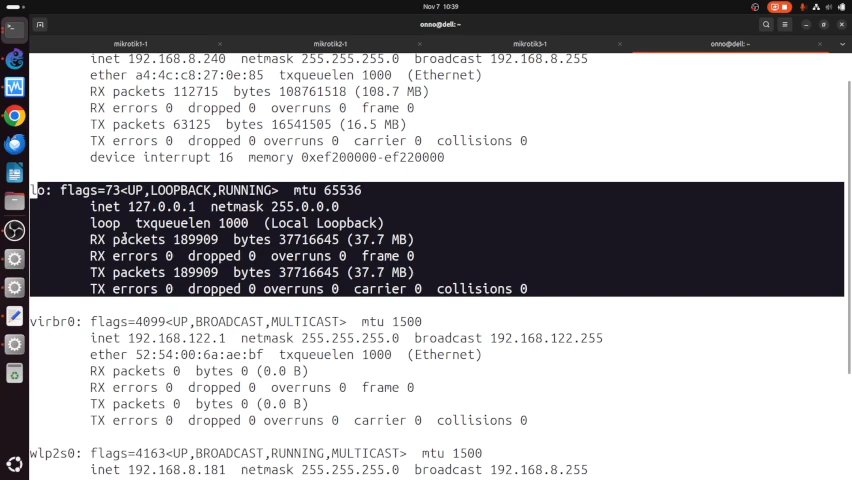 Nov 7 10:39
onno@dell: ~
mikrotik1-1
mikrotik2-1
mikrotik3-1
onno@dell: ~
inet 192.168.8.240 netmask 255.255.255.0 broadcast 192.168.8.255
ether a4:4c:c8:27:0e:85 txqueuelen 1000 (Ethernet)
RX packets 112715 bytes 108761518 (108.7 MB)
RX errors 0 dropped 0 overruns 0 frame 0
TX packets 63125 bytes 16541505 (16.5 MB)
TX errors 0 dropped 0 overruns 0 carrier 0 collisions 0
device interrupt 16 memory 0xef200000-ef220000
lo: flags=73<UP,LOOPBACK,RUNNING> mtu 65536
inet 127.0.0.1 netmask 255.0.0.0
loop txqueuelen 1000 (Local Loopback)
RX packets 189909 bytes 37716645 (37.7 MB)
RX errors 0 dropped 0 overruns 0 frame 0
TX packets 189909 bytes 37716645 (37.7 MB)
TX errors 0 dropped 0 overruns 0 carrier 0 collisions 0
virbr0: flags=4099<UP,BROADCAST,MULTICAST> mtu 1500
inet 192.168.122.1 netmask 255.255.255.0 broadcast 192.168.122.255
ether 52:54:00:6a:ae:bf txqueuelen 1000 (Ethernet)
RX packets 0 bytes 0 (0.0 B)
RX errors 0 dropped 0 overruns 0 frame 0
TX packets 0 bytes 0 (0.0 B)
TX errors 0 dropped 0 overruns 0 carrier 0 collisions 0
wlp2s0: flags=4163<UP,BROADCAST,RUNNING,MULTICAST> mtu 1500
inet 192.168.8.181 netmask 255.255.255.0 broadcast 192.168.8.255